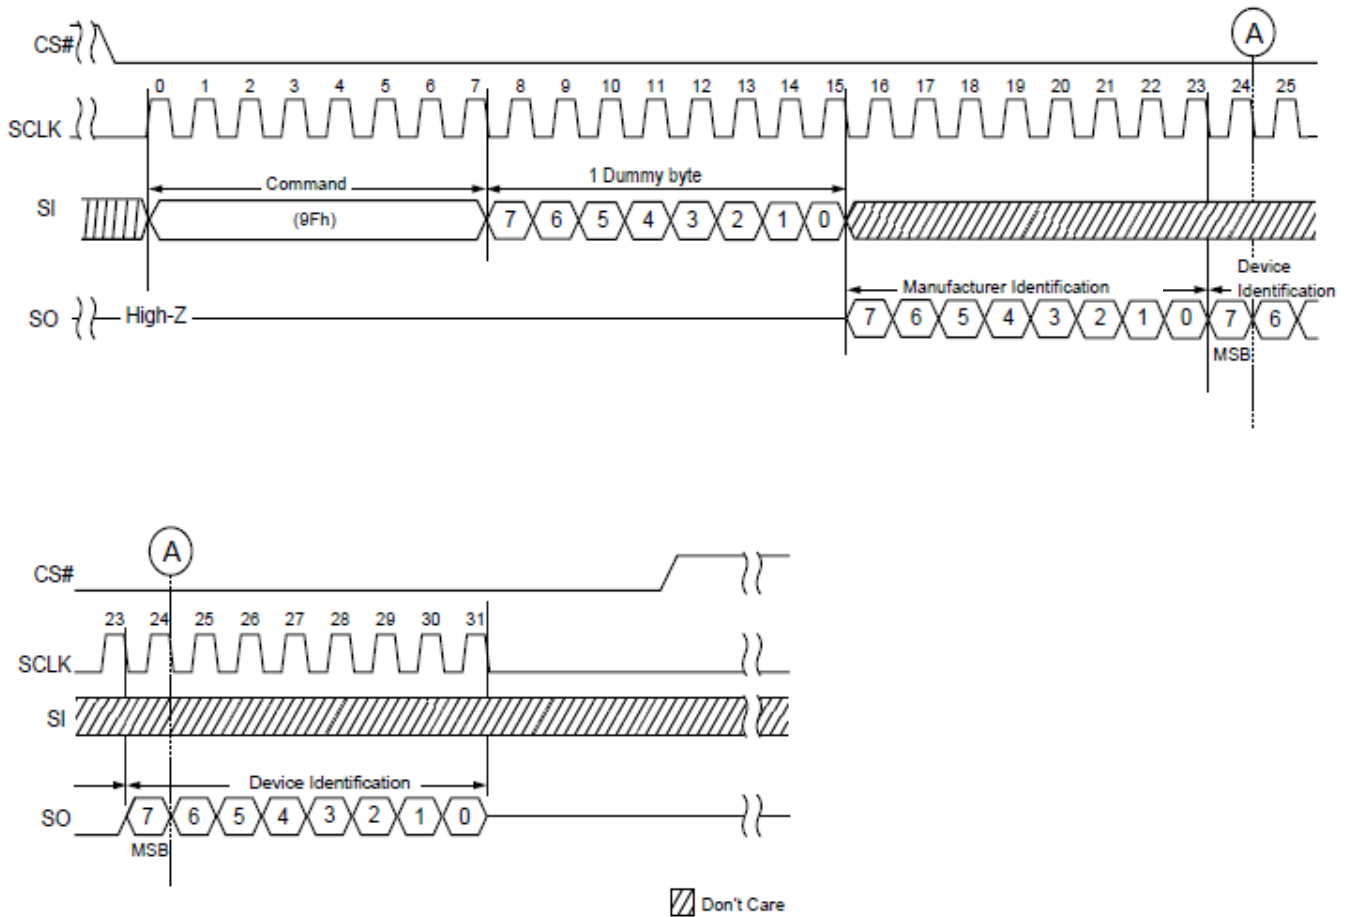 CS#
A
0 1 2 3 4 5 6 7 8 9 10 11 12 13 14 15 16 17 18 19 20 21 22 23 24 25
SCLK
Command
1 Dummy byte
SI
(9Fh)
7 6 5 4 3 2 1 0
Device
Manufacturer Identification
Identification
SO
High-Z
7 6 5 4 3 2 1 0 7 6
MSB
A
CS#
23 24 25 26 27 28 29 30 31
SCLK
SI
Device Identification
SO
7 6 5 4 3 2 1 0
MSB
Don't Care